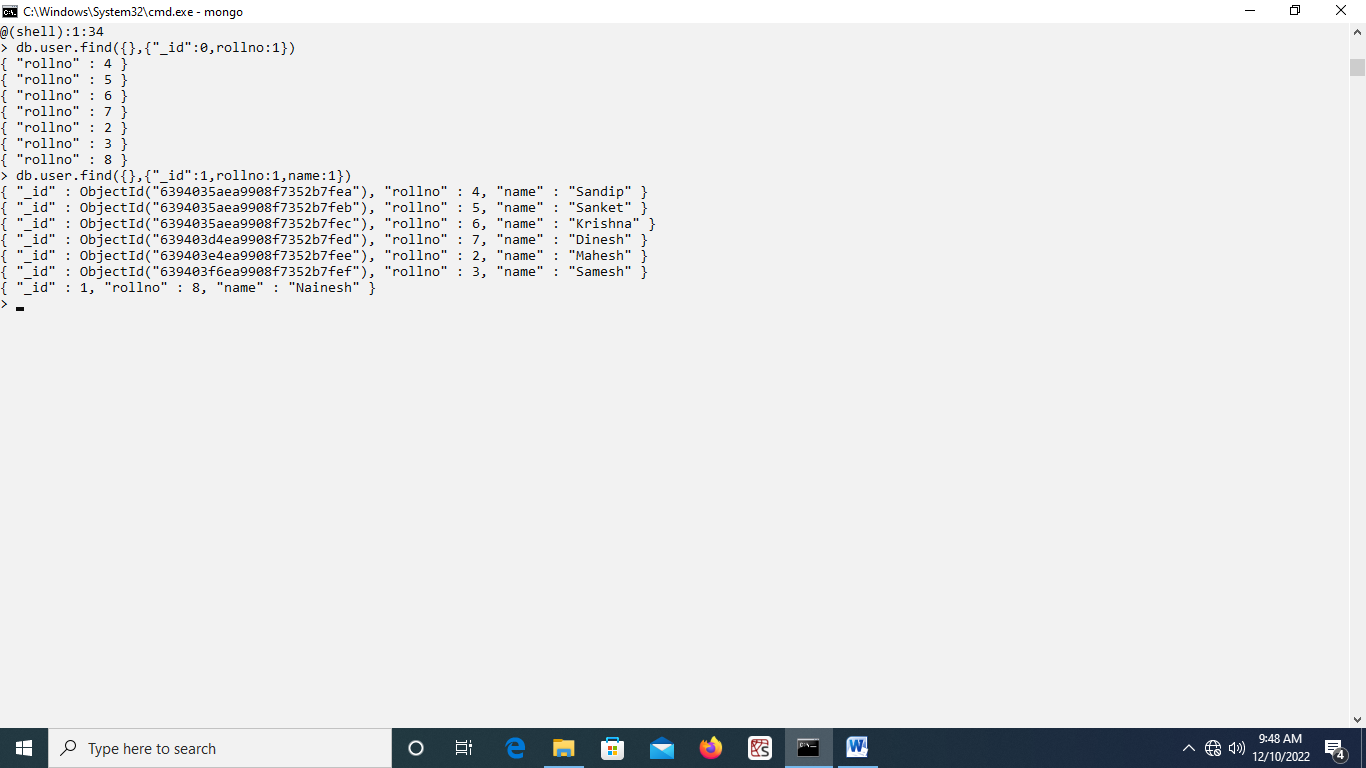 C:\Windows\System32\cmd.exe - mongo
@(shell):1:34
> db.user.find({},{"_id":0,rollno:1})
{ "rollno" : 4 }
{ "rollno" : 5 }
{ "rollno" : 6 }
{ "rollno" : 7 }
{ "rollno" : 2 }
{ "rollno" : 3 }
{ "rollno" : 8 }
> db.user.find({},{"_id":1,rollno:1,name:1})
{ "_id" : ObjectId("6394035aea9908f7352b7fea"), "rollno" : 4, "name" : "Sandip" }
{ "_id" : ObjectId("6394035aea9908f7352b7feb"), "rollno" : 5, "name" : "Sanket" }
{ "_id" : ObjectId("6394035aea9908f7352b7fec"), "rollno" : 6, "name" : "Krishna" }
{ "_id" : ObjectId("639403d4ea9908f7352b7fed"), "rollno" : 7, "name" : "Dinesh" }
{ "_id" : ObjectId("639403e4ea9908f7352b7fee"), "rollno" : 2, "name" : "Mahesh" }
{ "_id" : ObjectId("639403f6ea9908f7352b7fef"), "rollno" : 3, "name" : "Samesh" }
{ "_id" : 1, "rollno" : 8, "name" : "Nainesh" }
>
Type here to search
9:48 AM
12/10/2022
4